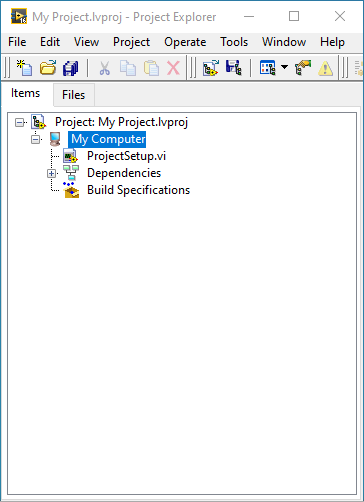 My Project.lvproj - Project Explorer
File Edit View Project Operate Tools Window Help
Items Files
Project: My Project.lvproj
My Computer
ProjectSetup.vi
Dependencies
Build Specifications